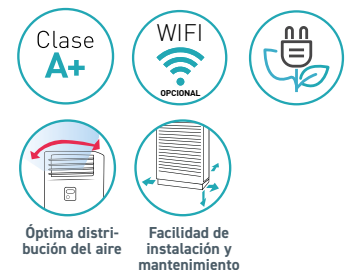 Clase
A+
WIFI
OPCIONAL
Óptima distri-
bución del aire
Facilidad de
instalación y
mantenimiento